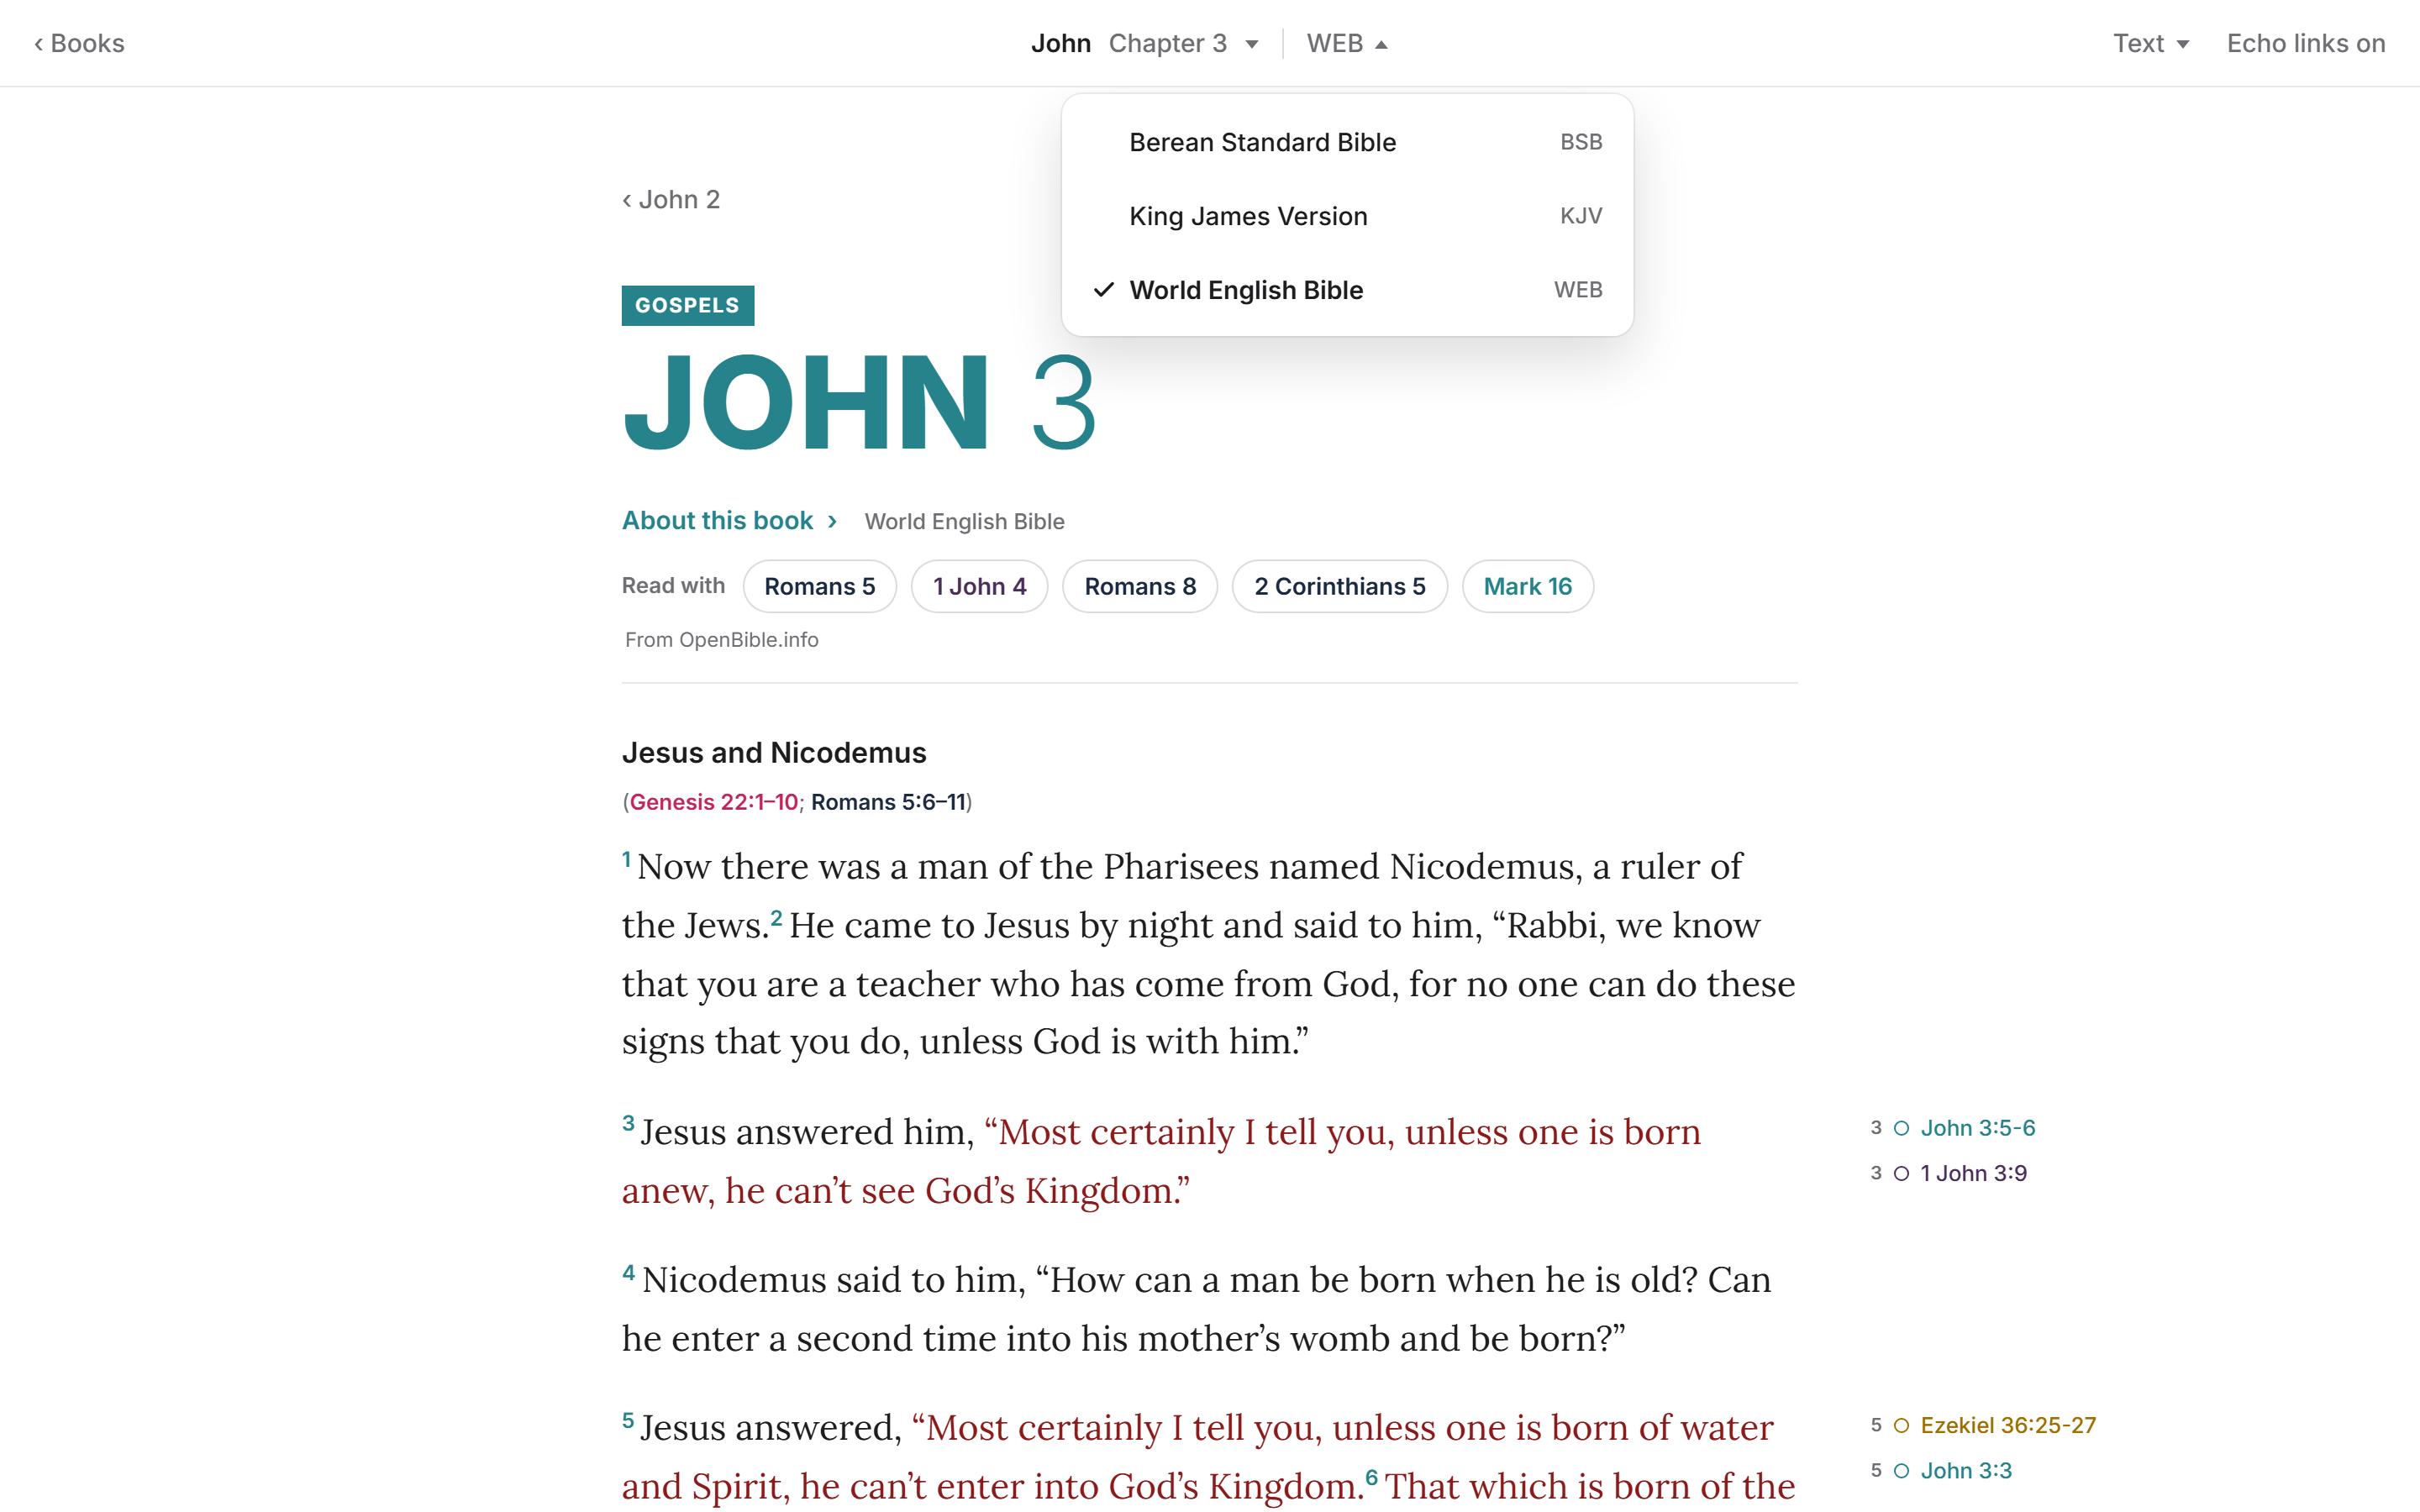 ‹ Books
John Chapter 3 ▼ | WEB ▲
Text ▼ Echo links on
Berean Standard Bible BSB
King James Version KJV
✓ World English Bible WEB
‹ John 2
GOSPELS
JOHN 3
About this book › World English Bible
Read with Romans 5 1 John 4 Romans 8 2 Corinthians 5 Mark 16
From OpenBible.info
Jesus and Nicodemus
(Genesis 22:1–10; Romans 5:6–11)
1 Now there was a man of the Pharisees named Nicodemus, a ruler of
the Jews.2 He came to Jesus by night and said to him, “Rabbi, we know
that you are a teacher who has come from God, for no one can do these
signs that you do, unless God is with him.”
3 Jesus answered him, “Most certainly I tell you, unless one is born
anew, he can’t see God’s Kingdom.”
3 John 3:5-6
3 1 John 3:9
4 Nicodemus said to him, “How can a man be born when he is old? Can
he enter a second time into his mother’s womb and be born?”
5 Jesus answered, “Most certainly I tell you, unless one is born of water
and Spirit, he can’t enter into God’s Kingdom.6 That which is born of the
5 Ezekiel 36:25-27
5 John 3:3